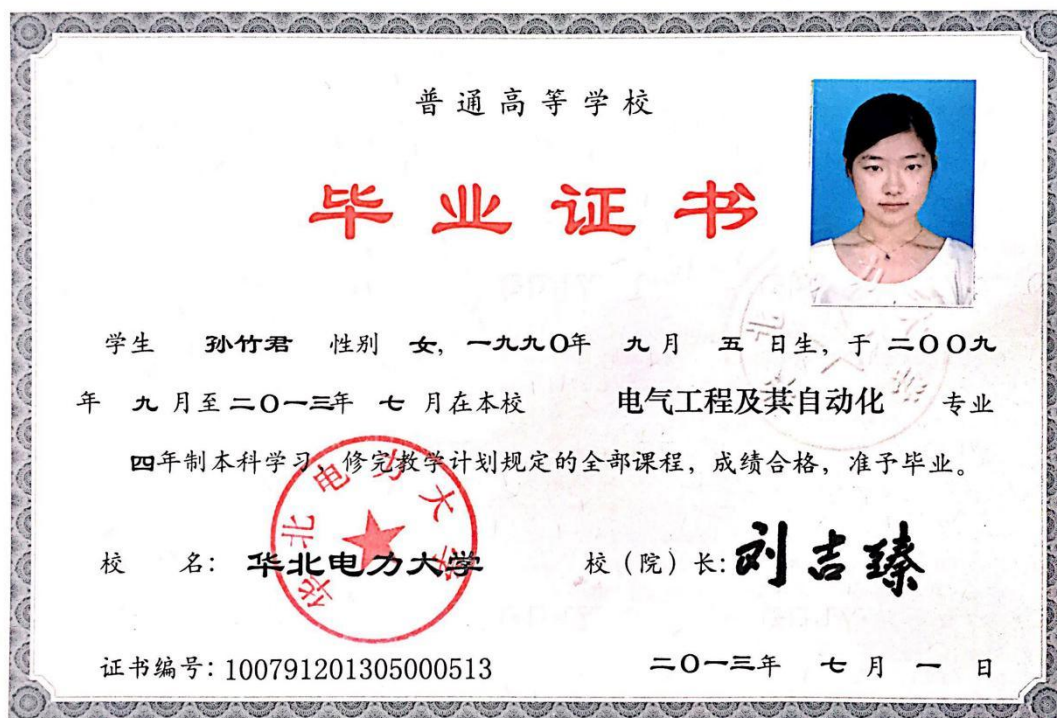 普通高等学校
毕业证书
学生 孙竹君 性别 女，一九九〇年 九月 五 日生，于 二〇〇九
年 九 月至 二〇一三年 七 月在本校 电气工程及其自动化 专业
四年制本科学习，修完教学计划规定的全部课程，成绩合格，准予毕业。
华北电力大学
校 名：华北电力大学 校（院）长：刘吉臻
证书编号：100791201305000513 二〇一三年 七 月 一 日